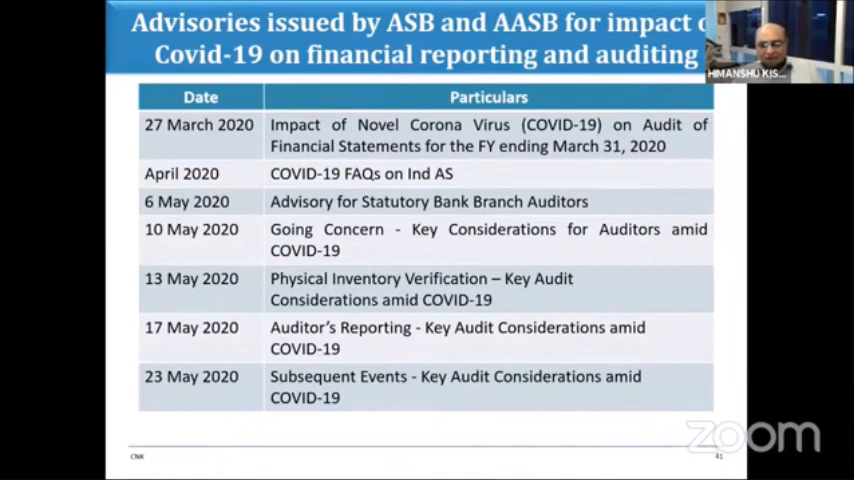 Advisories issued by ASB and AASB for impact
Covid-19 on financial reporting and auditing
HIMANSHU KIS...
Date Particulars
27 March 2020 Impact of Novel Corona Virus (COVID-19) on Audit of
Financial Statements for the FY ending March 31, 2020
April 2020 COVID-19 FAQs on Ind AS
6 May 2020 Advisory for Statutory Bank Branch Auditors
10 May 2020 Going Concern - Key Considerations for Auditors amid
COVID-19
13 May 2020 Physical Inventory Verification – Key Audit
Considerations amid COVID-19
17 May 2020 Auditor's Reporting - Key Audit Considerations amid
COVID-19
23 May 2020 Subsequent Events - Key Audit Considerations amid
COVID-19
zoom
CNK 41